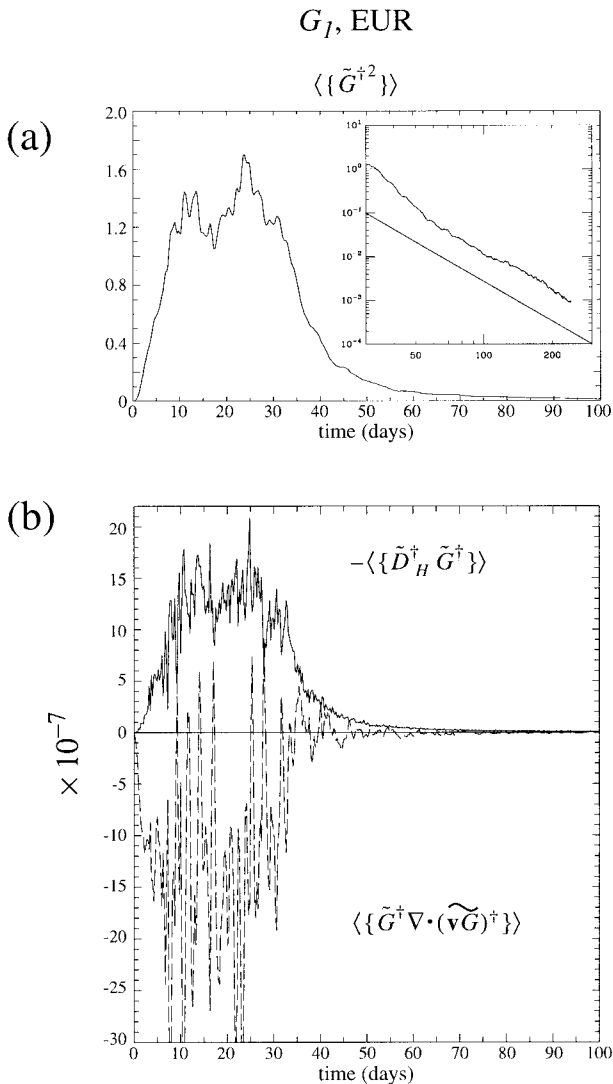 G₁, EUR
⟨{G̃†²}⟩
(a)
2.0
1.6
1.2
0.8
0.4
0
10¹
10⁰
10⁻¹
10⁻²
10⁻³
10⁻⁴
50 100 200
0 10 20 30 40 50 60 70 80 90 100
time (days)
(b)
20
15
10
5
0
-5
-10
-15
-20
-25
-30
× 10⁻⁷
−⟨{D̃†_H G̃†}⟩
⟨{G̃†∇·(v͠G)†}⟩
0 10 20 30 40 50 60 70 80 90 100
time (days)